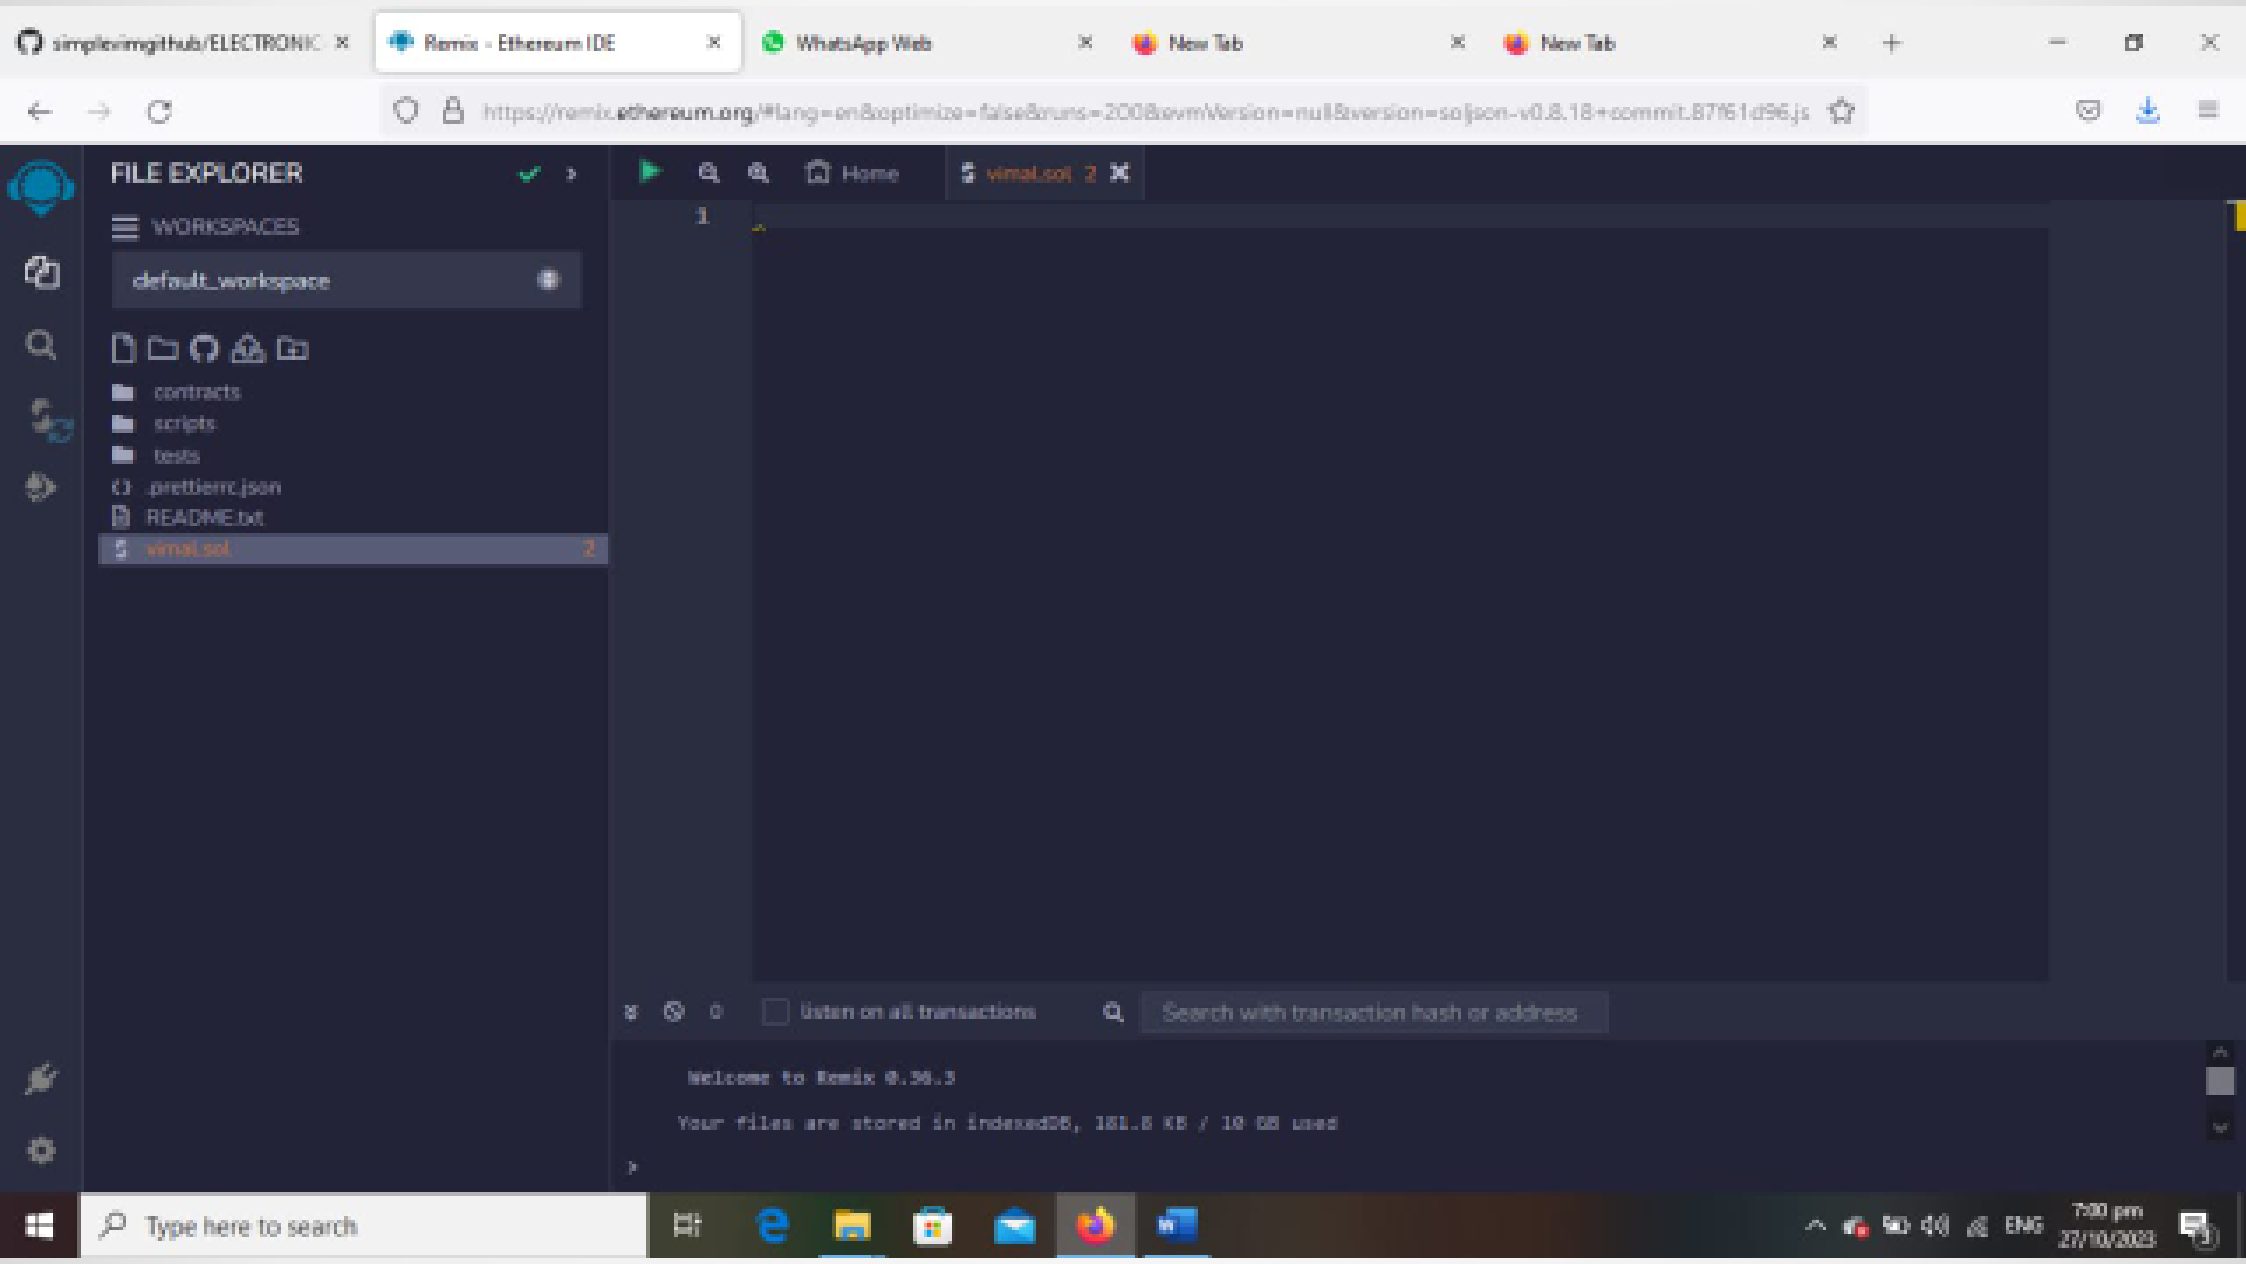 simplevimgithub/ELECTRONIC
Remix - Ethereum IDE
WhatsApp Web
New Tab
New Tab
https://remix.ethereum.org/#lang=en&optimize=false&runs=200&evmVersion=null&version=soljson-v0.8.18+commit.87f61d96.js
FILE EXPLORER
Home
vimal.sol 2
WORKSPACES
1
default_workspace
contracts
scripts
tests
.prettierrc.json
README.txt
vimal.sol 2
0
listen on all transactions
Search with transaction hash or address
Welcome to Remix 0.36.3
Your files are stored in indexedDB, 181.8 KB / 10 GB used
>
Type here to search
ENG
7:00 pm
27/10/2023
3